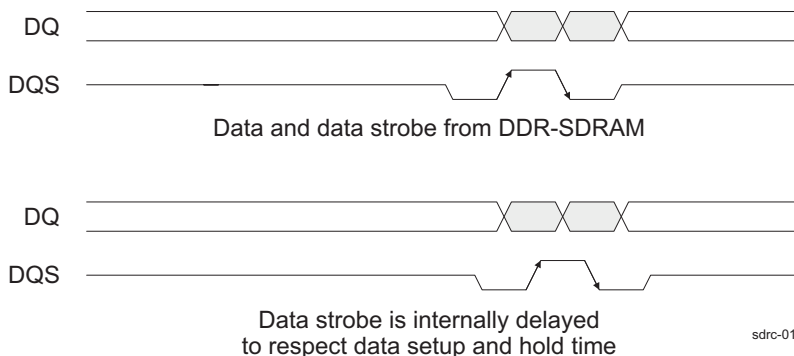 DQ
DQS
Data and data strobe from DDR-SDRAM
DQ
DQS
Data strobe is internally delayed
to respect data setup and hold time
sdrc-01